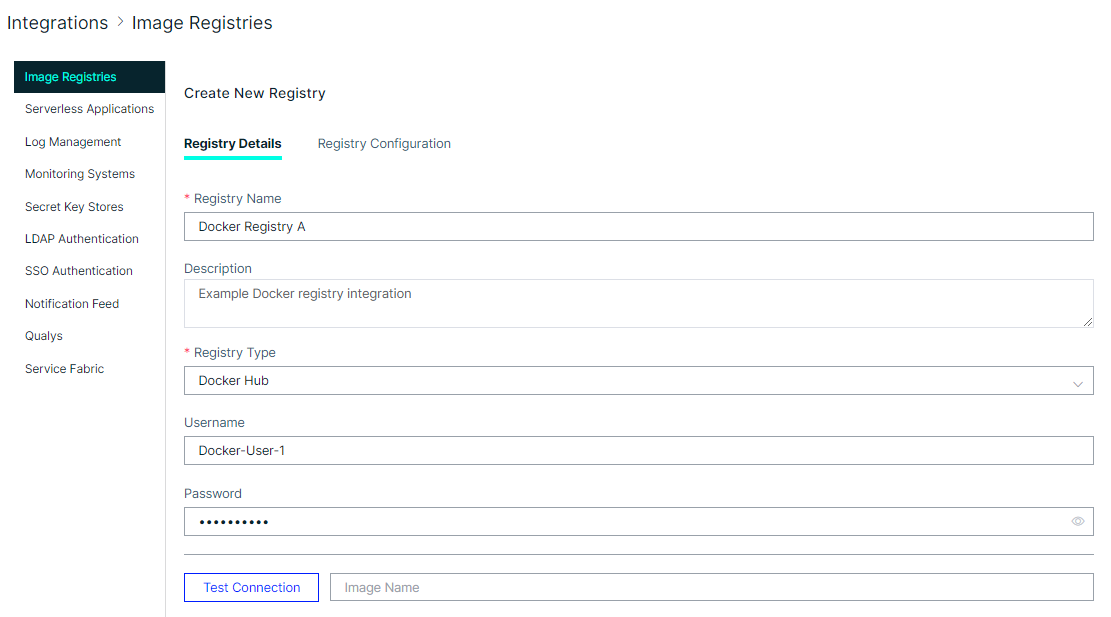 Integrations > Image Registries
Image Registries
Serverless Applications
Log Management
Monitoring Systems
Secret Key Stores
LDAP Authentication
SSO Authentication
Notification Feed
Qualys
Service Fabric
Create New Registry
Registry Details Registry Configuration
* Registry Name
Docker Registry A
Description
Example Docker registry integration
* Registry Type
Docker Hub
Username
Docker-User-1
Password
••••••••••
Test Connection Image Name